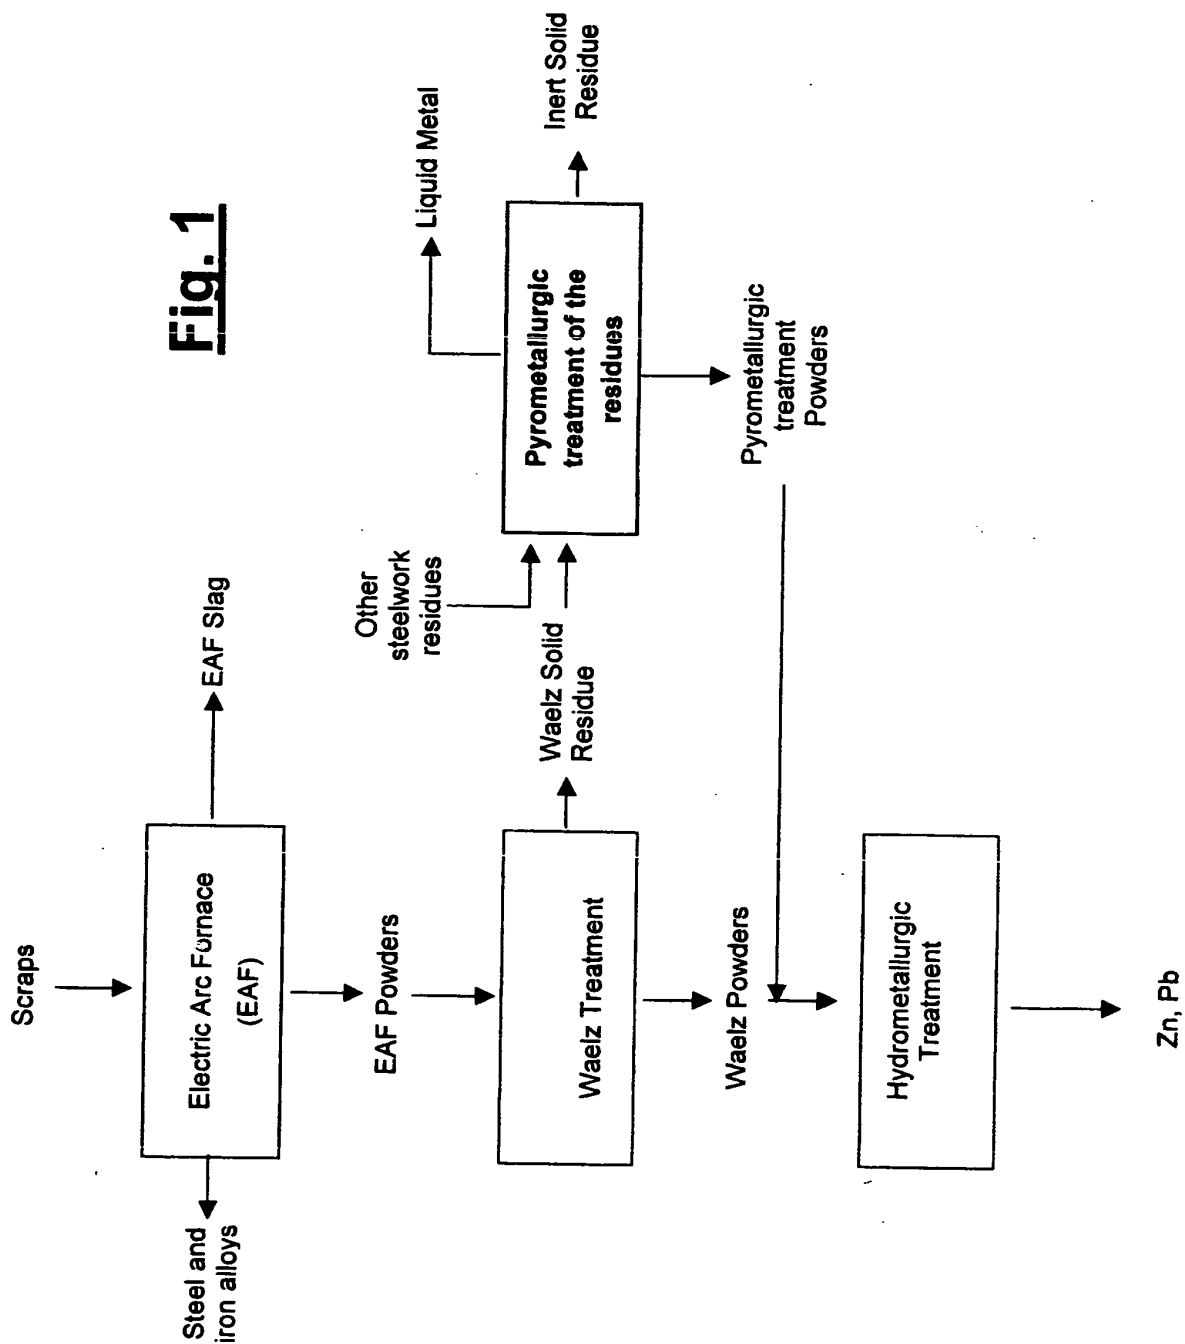 Fig. 1
Scraps
Electric Arc Fornace
(EAF)
Steel and
iron alloys
EAF Slag
EAF Powders
Waelz Treatment
Waelz Solid
Residue
Other
steelwork
residues
Pyrometallurgic
treatment of the
residues
Liquid Metal
Inert Solid
Residue
Pyrometallurgic
treatment
Powders
Waelz Powders
Hydrometallurgic
Treatment
Zn, Pb